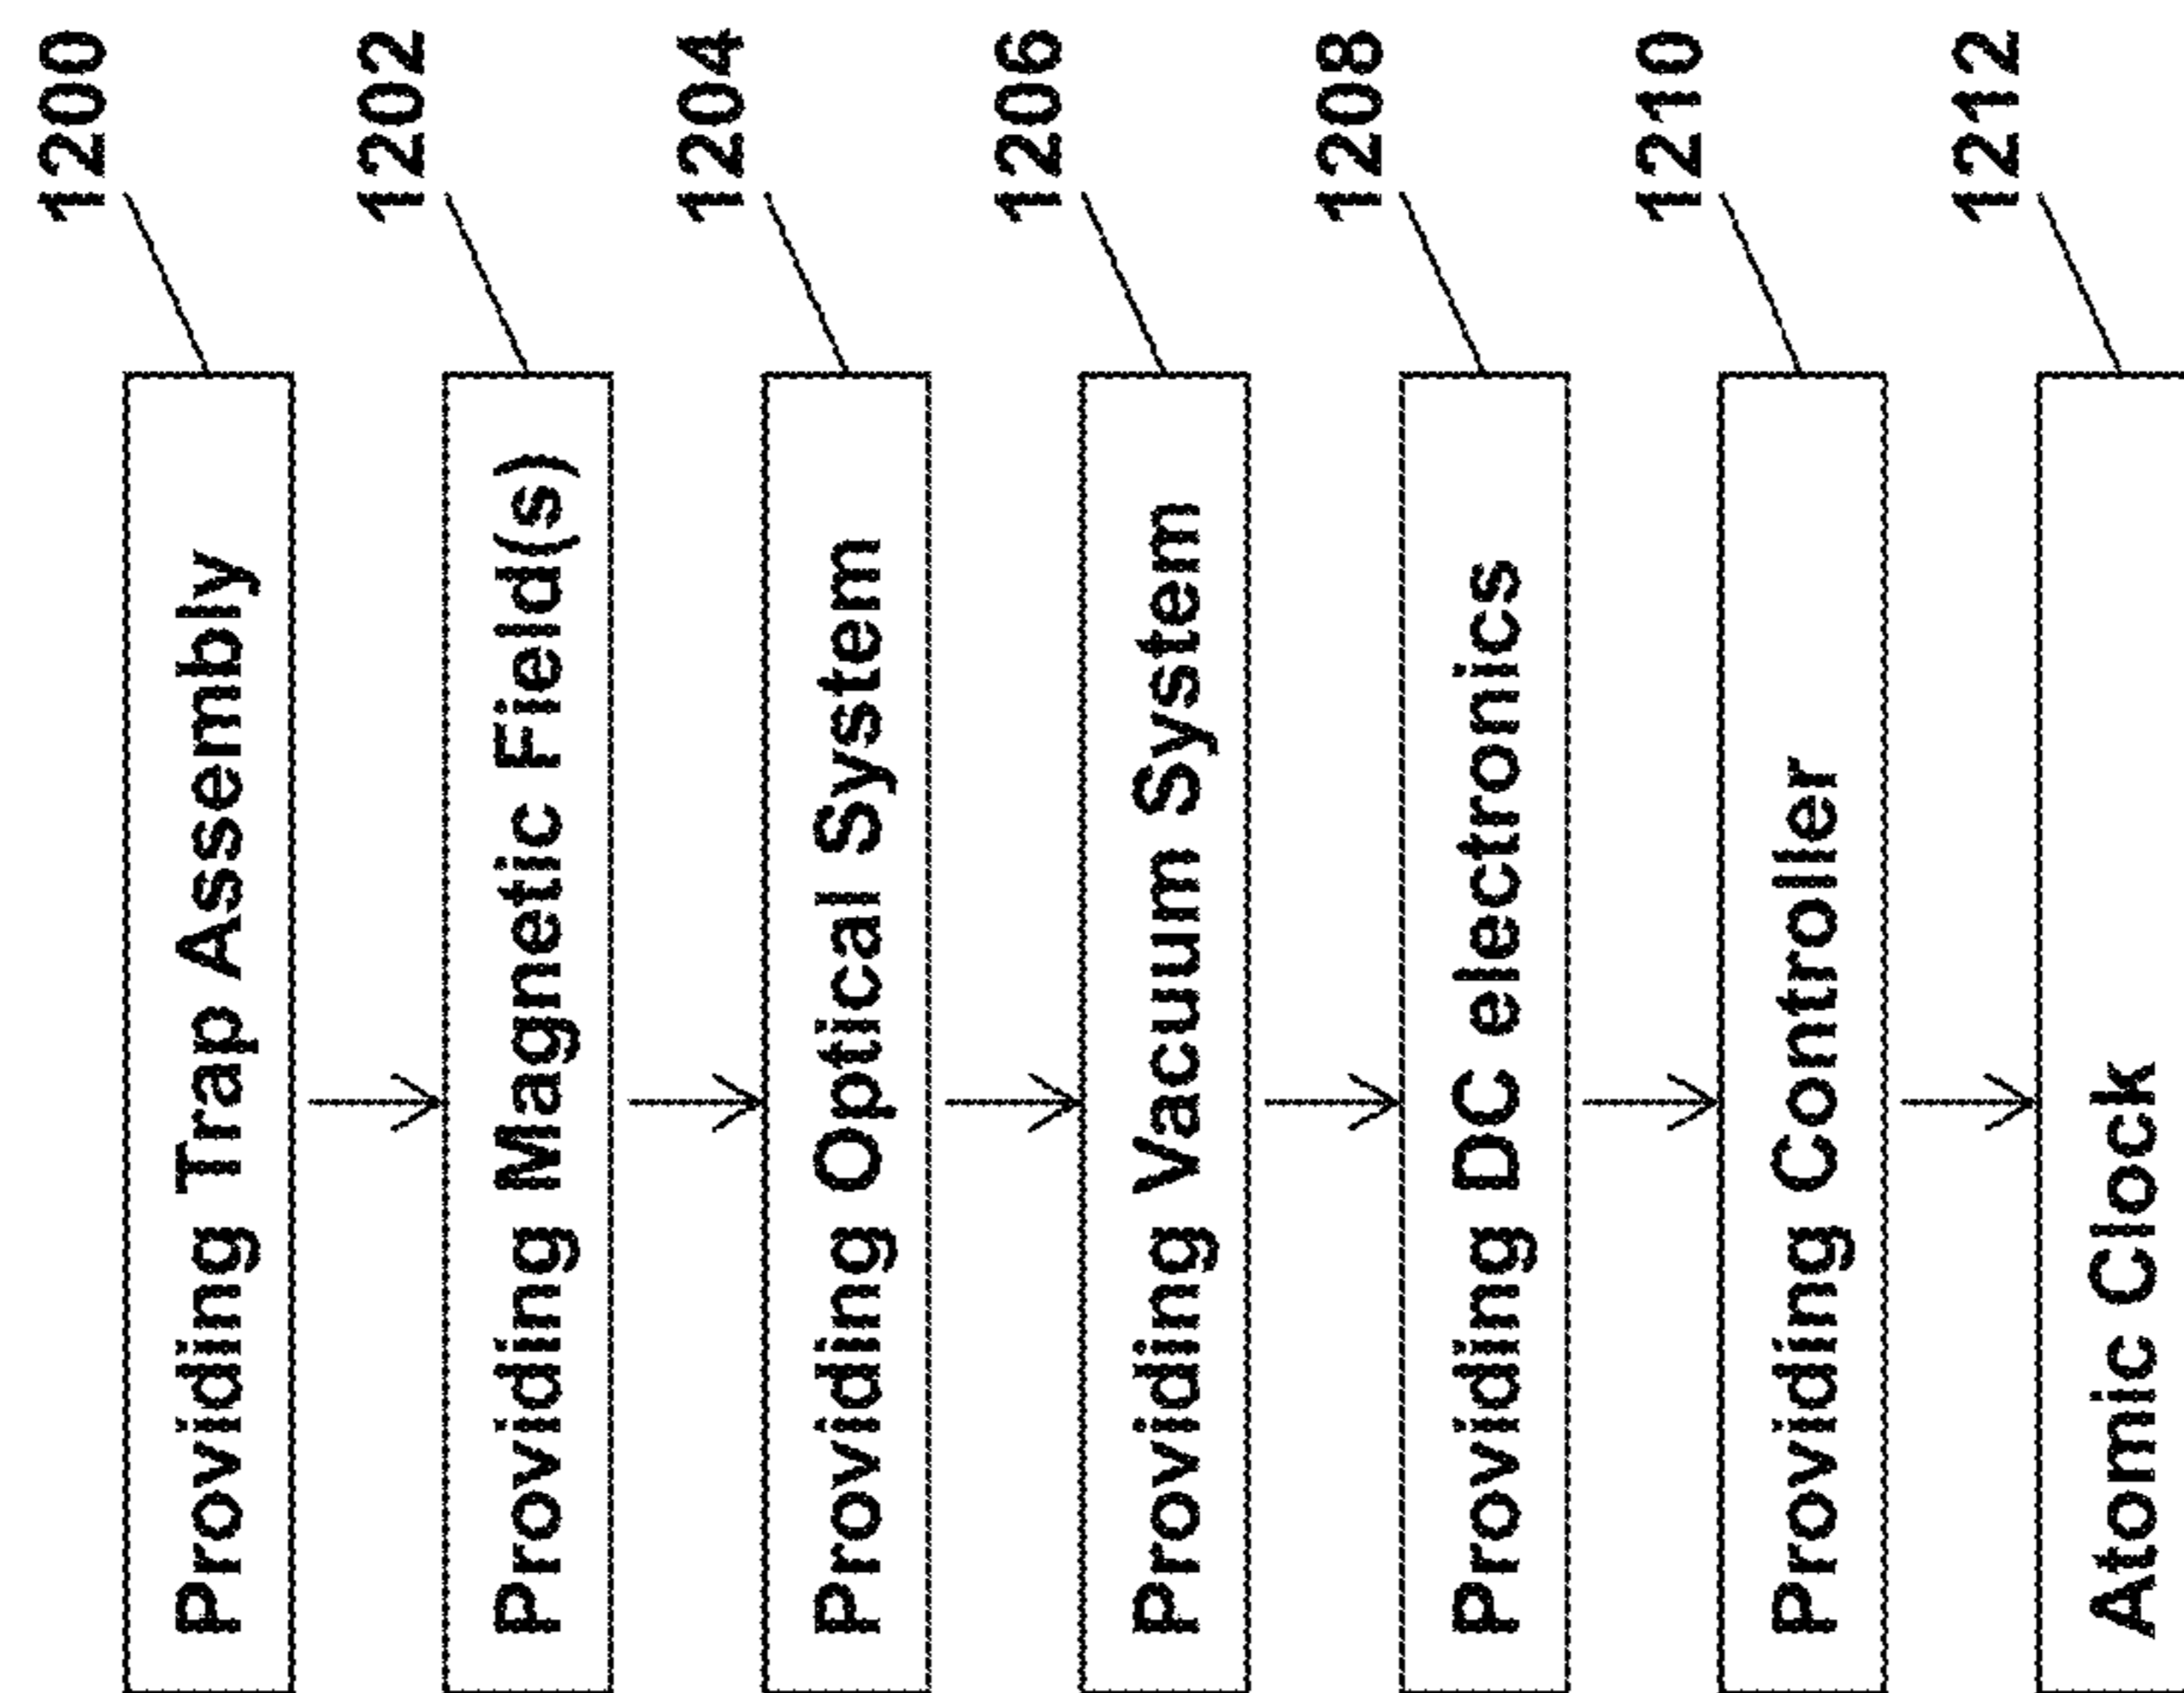 Providing Trap Assembly
1200
Providing Magnetic Field(s)
1202
Providing Optical System
1204
Providing Vacuum System
1206
Providing DC electronics
1208
Providing Controller
1210
Atomic Clock
1212